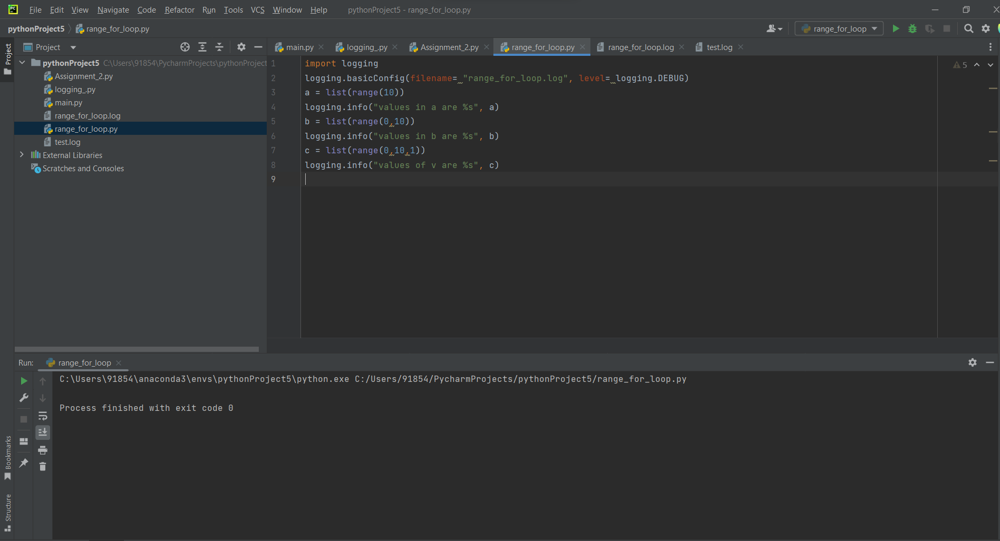 PC
File Edit View Navigate Code Refactor Run Tools VCS Window Help pythonProject5 - range_for_loop.py
pythonProject5 range_for_loop.py range_for_loop
Project
Project
main.py logging_.py Assignment_2.py range_for_loop.py range_for_loop.log test.log
pythonProject5 C:\Users\91854\PycharmProjects\pythonProject
Assignment_2.py
logging_.py
main.py
range_for_loop.log
range_for_loop.py
test.log
External Libraries
Scratches and Consoles
5
1 import logging
2 logging.basicConfig(filename= "range_for_loop.log", level= logging.DEBUG)
3 a = list(range(10))
4 logging.info("values in a are %s", a)
5 b = list(range(0,10))
6 logging.info("values in b are %s", b)
7 c = list(range(0,10,1))
8 logging.info("values of v are %s", c)
9
Run: range_for_loop
C:\Users\91854\anaconda3\envs\pythonProject5\python.exe C:/Users/91854/PycharmProjects/pythonProject5/range_for_loop.py
Process finished with exit code 0
Bookmarks
Structure